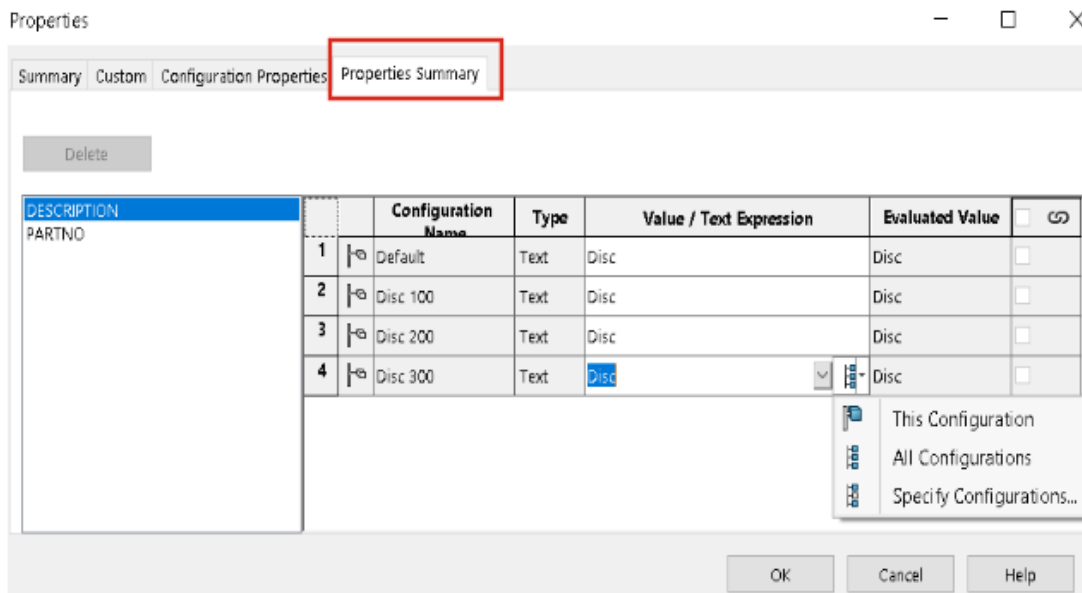 Properties
Summary Custom Configuration Properties Properties Summary
Delete
DESCRIPTION
PARTNO
Configuration Name Type Value / Text Expression Evaluated Value
1 Default Text Disc Disc
2 Disc 100 Text Disc Disc
3 Disc 200 Text Disc Disc
4 Disc 300 Text Disc Disc
This Configuration
All Configurations
Specify Configurations...
OK Cancel Help